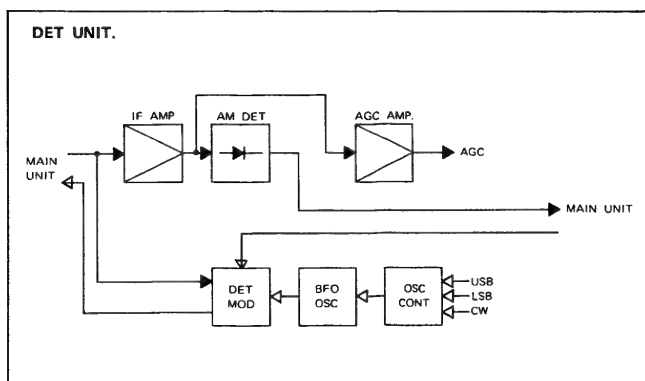 DET UNIT.
IF AMP
AM DET
AGC AMP.
AGC
MAIN
UNIT
MAIN UNIT
DET
MOD
BFO
OSC
OSC
CONT
USB
LSB
CW